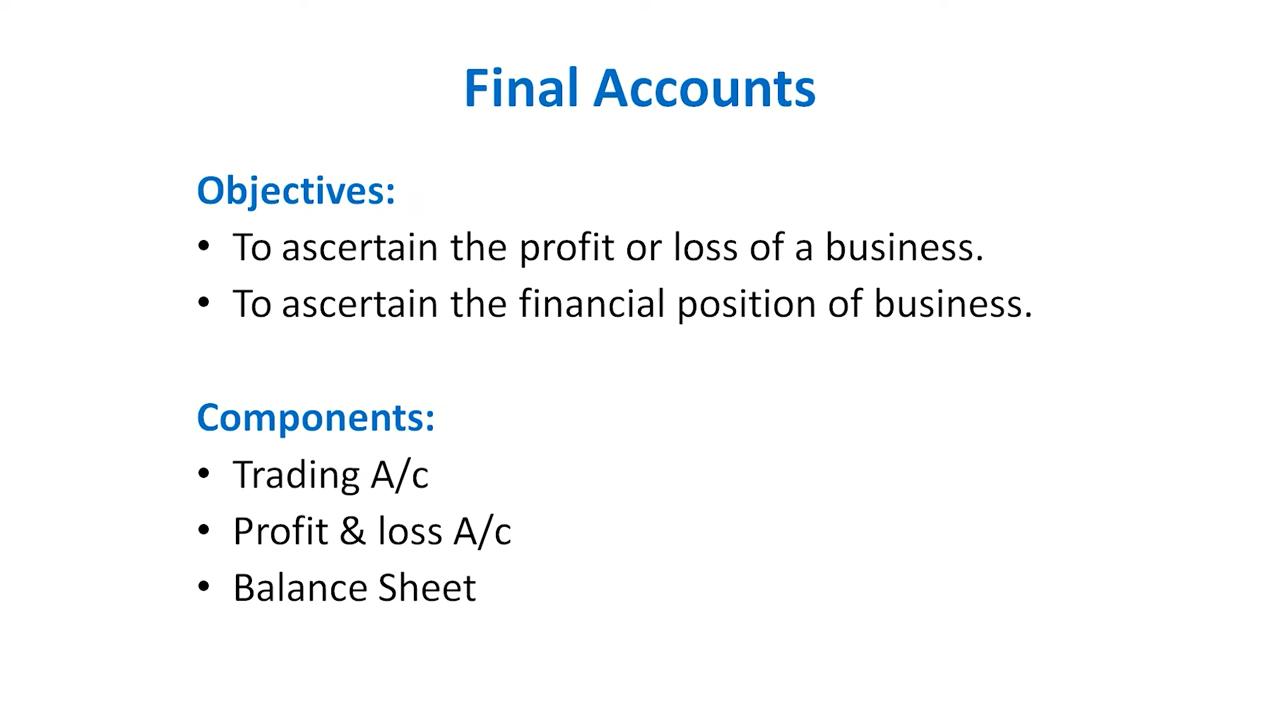 Final Accounts
Objectives:
• To ascertain the profit or loss of a business.
• To ascertain the financial position of business.
Components:
• Trading A/c
• Profit & loss A/c
• Balance Sheet